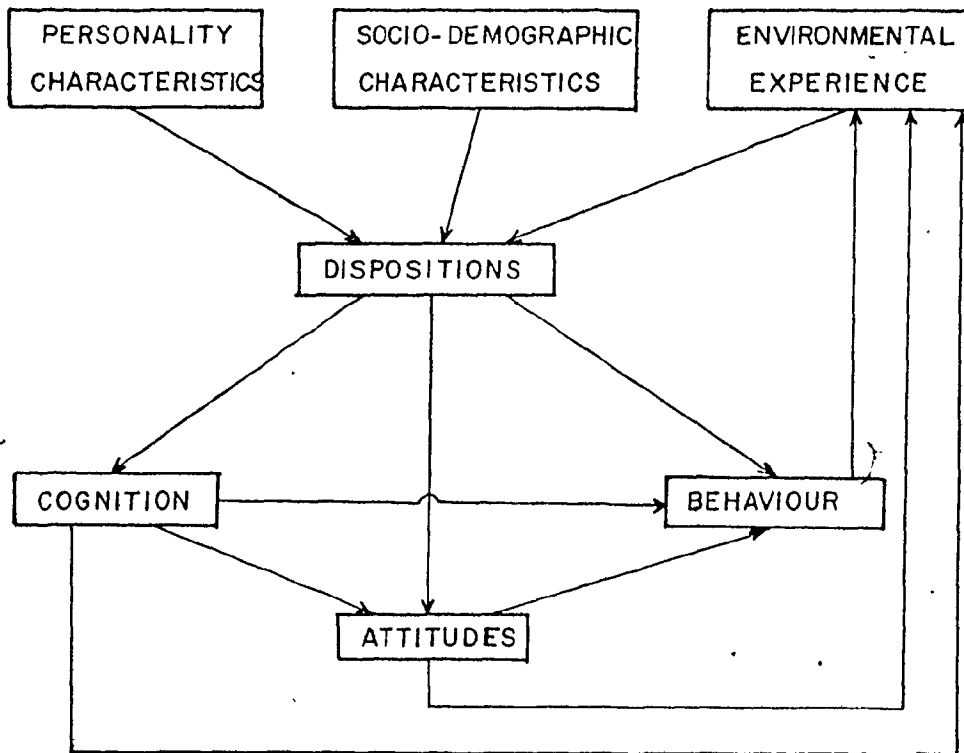 PERSONALITY
CHARACTERISTICS
SOCIO-DEMOGRAPHIC
CHARACTERISTICS
ENVIRONMENTAL
EXPERIENCE
DISPOSITIONS
COGNITION
BEHAVIOUR
ATTITUDES